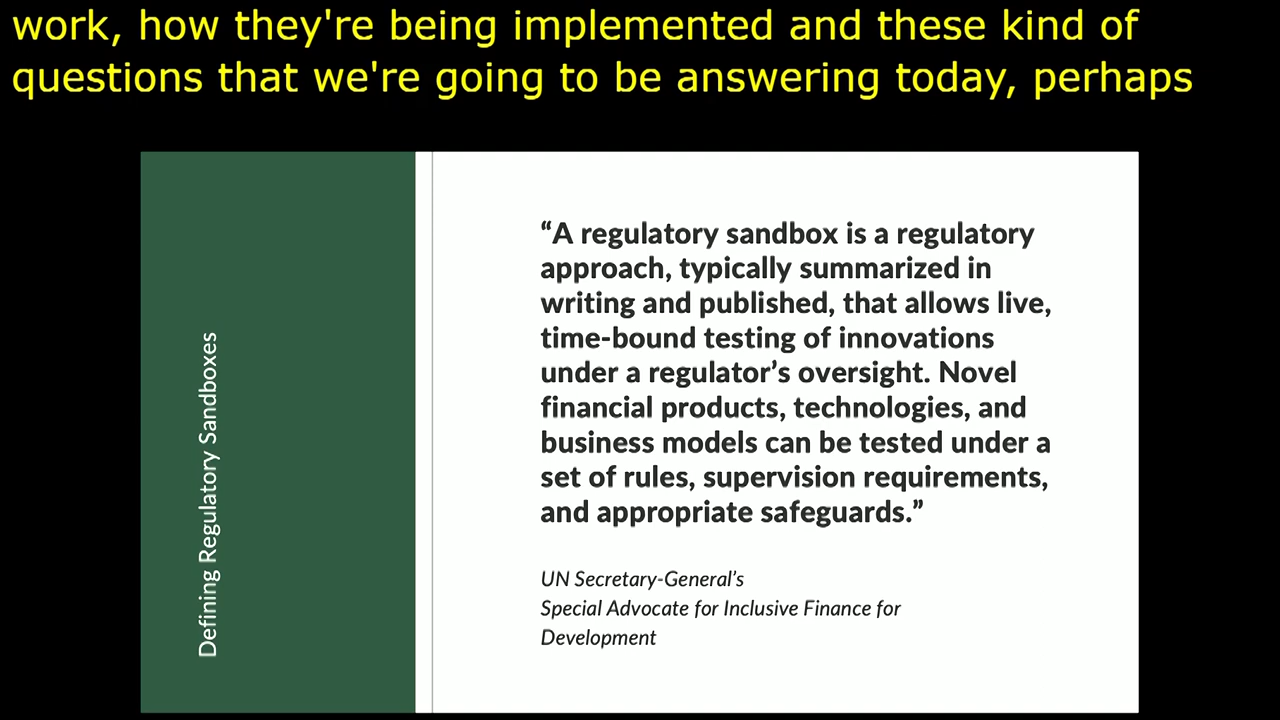 work, how they're being implemented and these kind of
questions that we're going to be answering today, perhaps
Defining Regulatory Sandboxes
“A regulatory sandbox is a regulatory
approach, typically summarized in
writing and published, that allows live,
time-bound testing of innovations
under a regulator’s oversight. Novel
financial products, technologies, and
business models can be tested under a
set of rules, supervision requirements,
and appropriate safeguards.”
UN Secretary-General’s
Special Advocate for Inclusive Finance for
Development